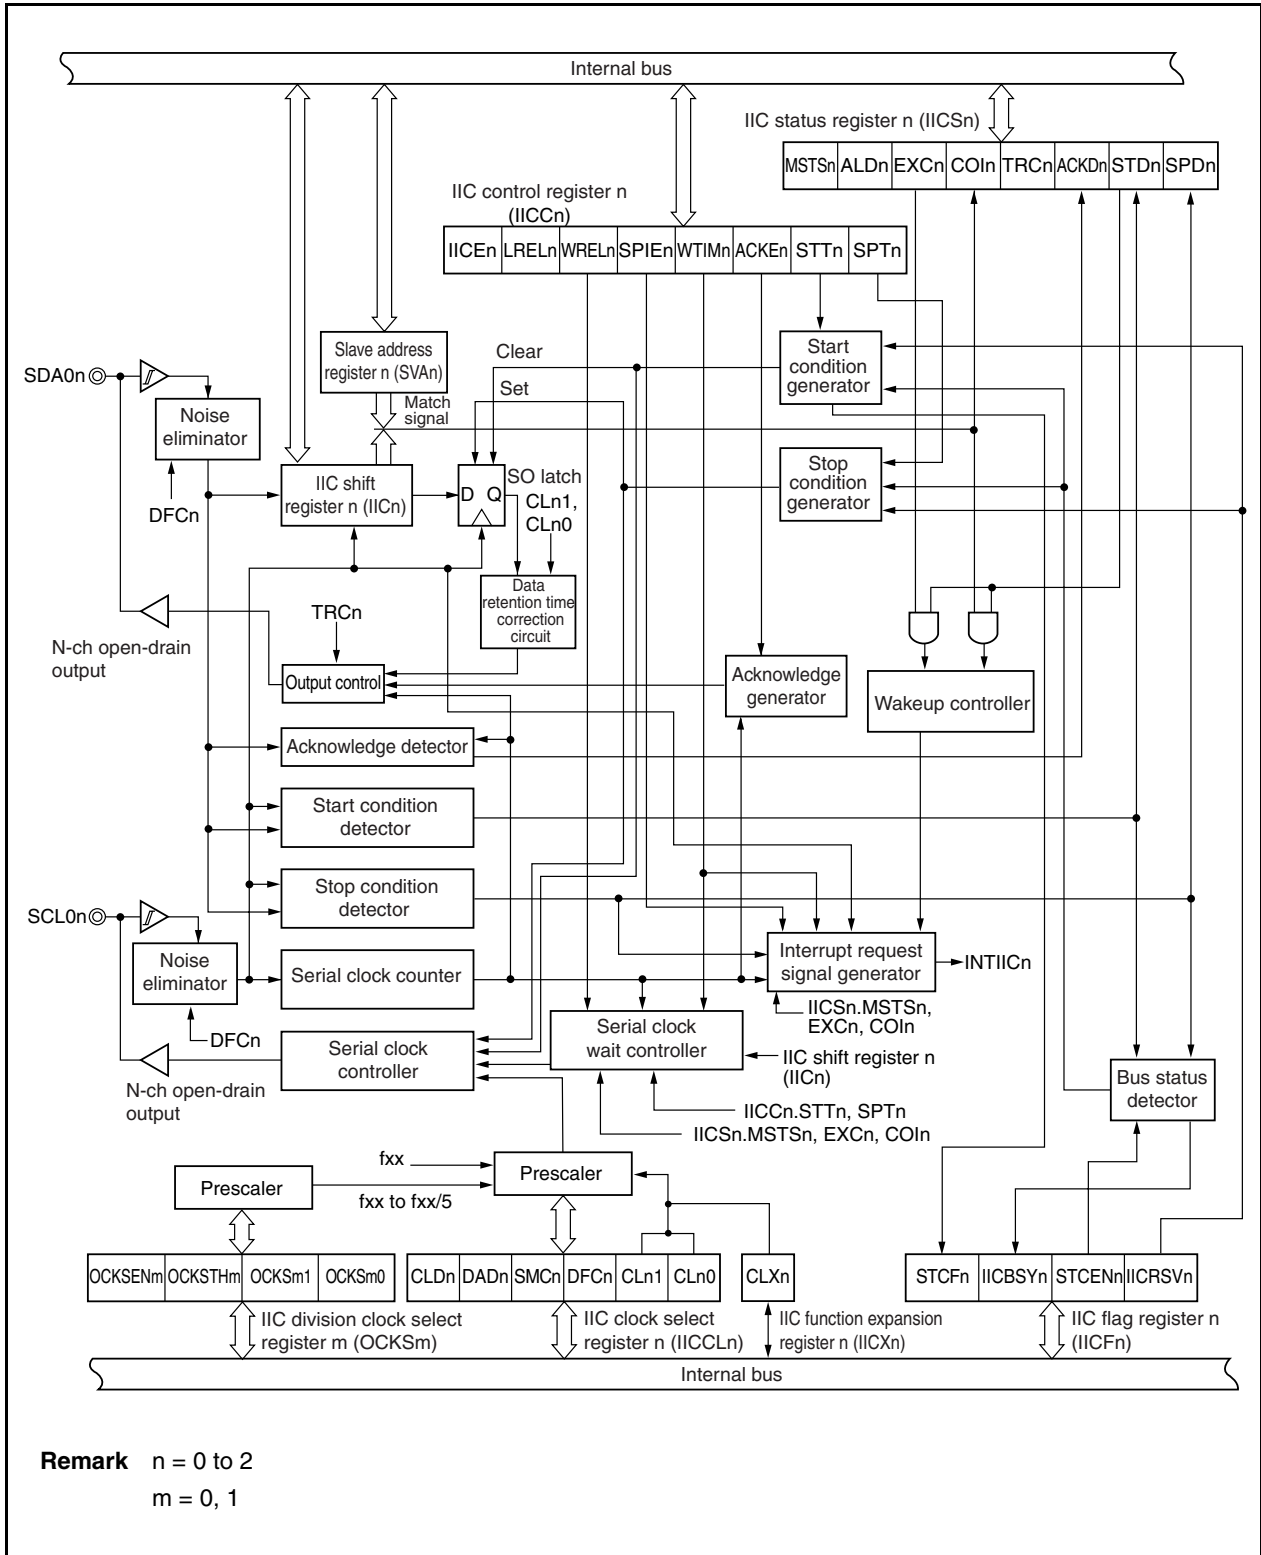 Internal bus
IIC status register n (IICSn)
MSTSn ALDn EXCn COIn TRCn ACKDn STDn SPDn
IIC control register n
(IICCn)
IICEn LRELn WRELn SPIEn WTIMn ACKEn STTn SPTn
Slave address
register n (SVAn)
Clear
Start
condition
generator
SDA0n
Set
Match
signal
Noise
eliminator
Stop
condition
generator
IIC shift
register n (IICn)
D Q
SO latch
CLn1,
CLn0
DFCn
Data
retention time
correction
circuit
TRCn
N-ch open-drain
output
Output control
Acknowledge
generator
Wakeup controller
Acknowledge detector
Start condition
detector
Stop condition
detector
SCL0n
Noise
eliminator
Serial clock counter
Interrupt request
signal generator
INTIICn
IICSn.MSTSn,
EXCn, COIn
DFCn
Serial clock
controller
Serial clock
wait controller
IIC shift register n
(IICn)
N-ch open-drain
output
Bus status
detector
IICCn.STTn, SPTn
IICSn.MSTSn, EXCn, COIn
Prescaler
fxx
fxx to fxx/5
Prescaler
OCKSENm OCKSTHm OCKSm1 OCKSm0
CLDn DADn SMCn DFCn CLn1 CLn0
CLXn
STCFn IICBSYn STCENn IICRSVn
IIC division clock select
register m (OCKSm)
IIC clock select
register n (IICCLn)
IIC function expansion
register n (IICXn)
IIC flag register n
(IICFn)
Internal bus
Remark n = 0 to 2
m = 0, 1